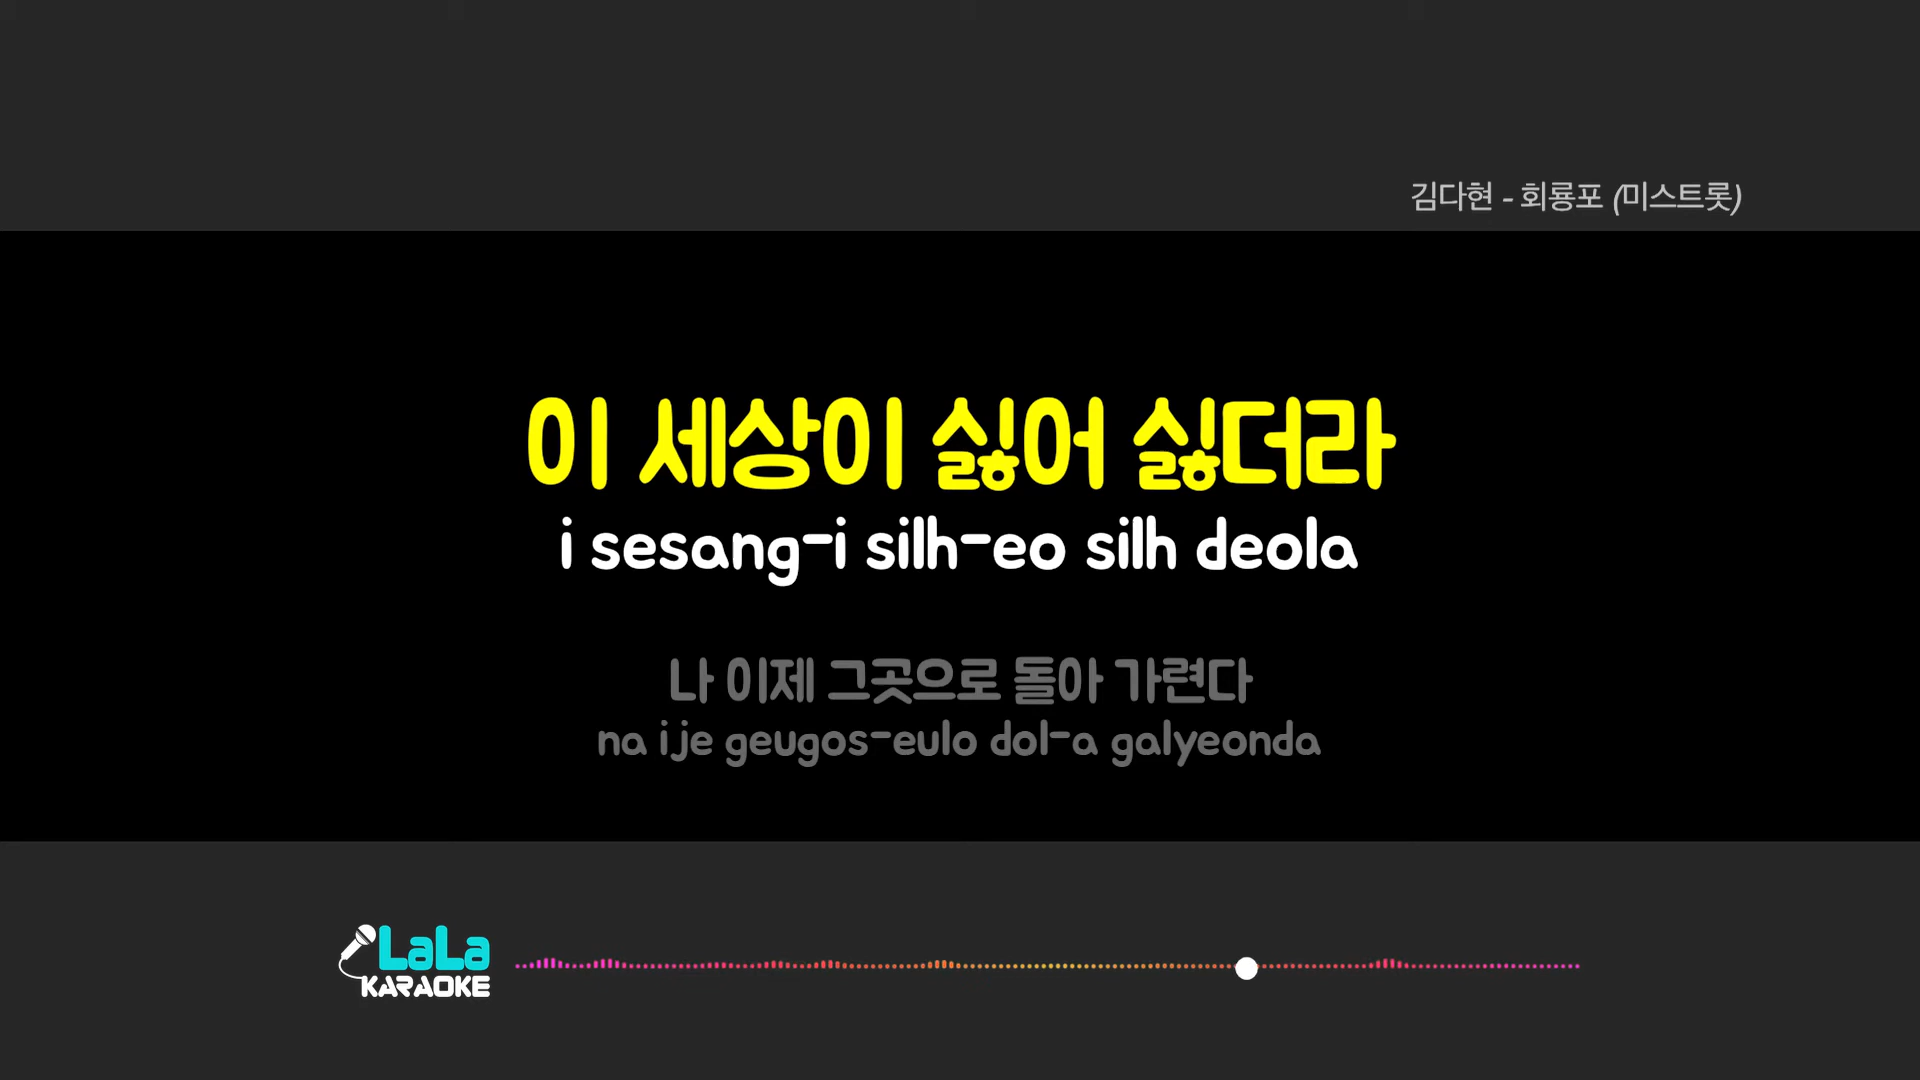 김다현 - 회룡포 (미스트롯)
이 세상이 싫어 싫더라
i sesang-i silh-eo silh deola
나 이제 그곳으로 돌아 가련다
na ije geugos-eulo dol-a galyeonda
LaLa
KARAOKE